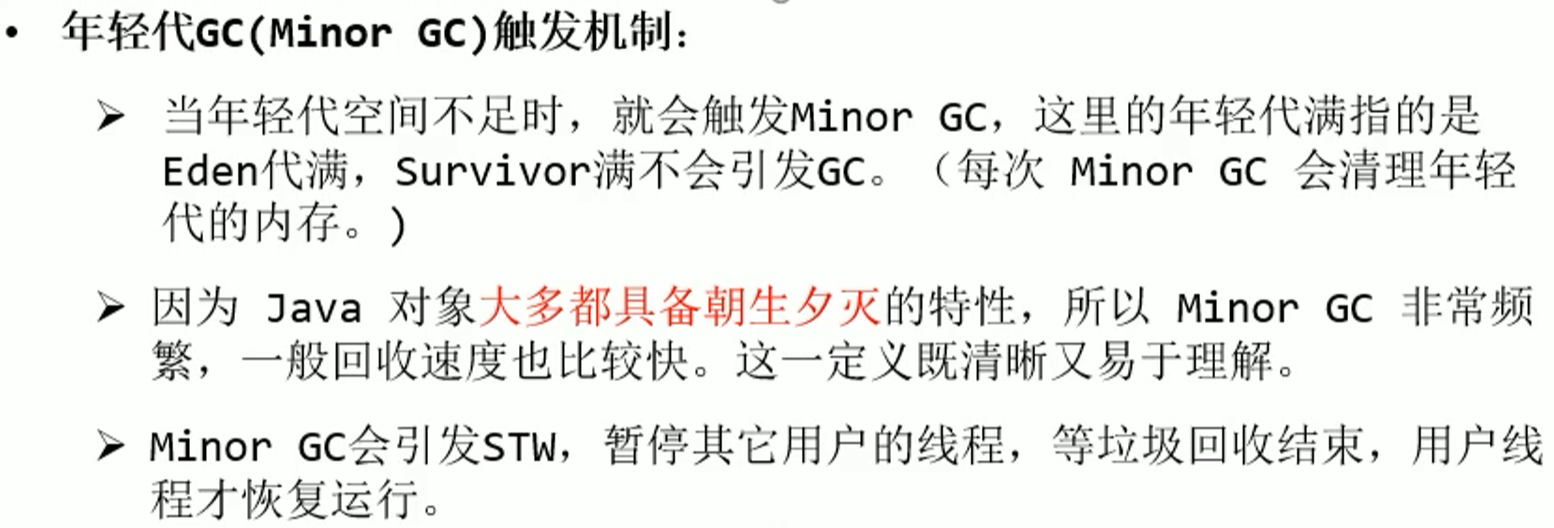 • 年轻代GC(Minor GC)触发机制：
➢ 当年轻代空间不足时，就会触发Minor GC，这里的年轻代满指的是
Eden代满，Survivor满不会引发GC。（每次 Minor GC 会清理年轻
代的内存。)
➢ 因为 Java 对象大多都具备朝生夕灭的特性，所以 Minor GC 非常频
繁，一般回收速度也比较快。这一定义既清晰又易于理解。
➢ Minor GC会引发STW，暂停其它用户的线程，等垃圾回收结束，用户线
程才恢复运行。